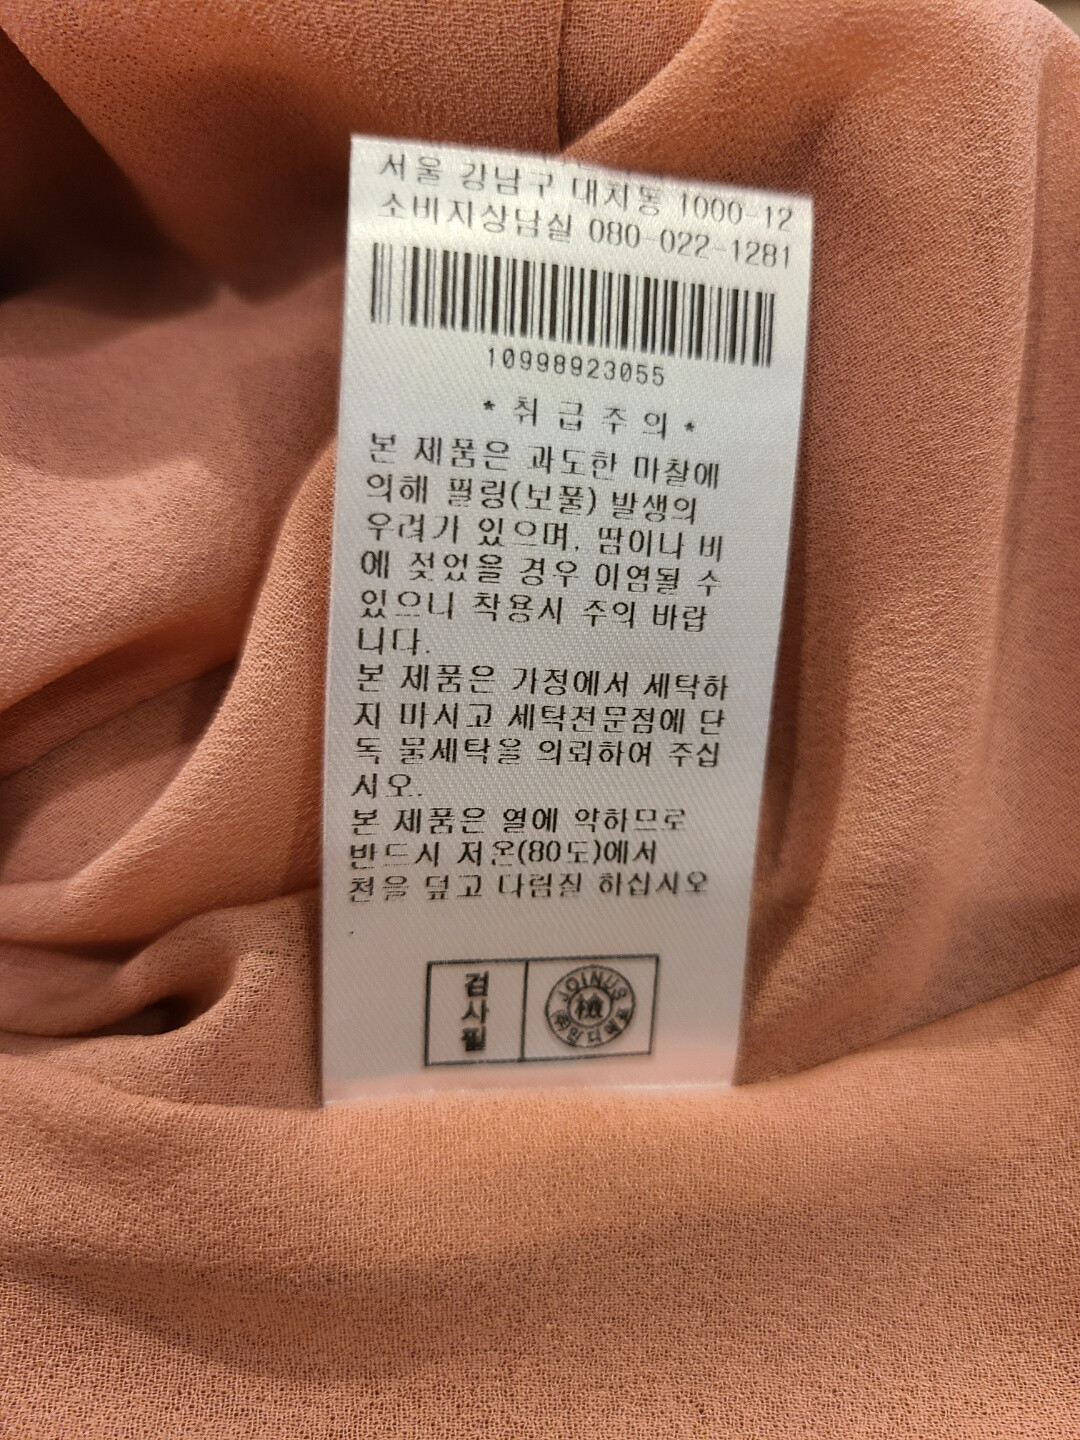 서울 강남구 대치동 1000-12
소비자상담실 080-022-1281
10998923055
* 취 급 주 의 *
본 제품은 과도한 마찰에
의해 필링(보풀) 발생의
우려가 있으며, 땀이나 비
에 젖었을 경우 이염될 수
있으니 착용시 주의 바랍
니다.
본 제품은 가정에서 세탁하
지 마시고 세탁전문점에 단
독 물세탁을 의뢰하여 주십
시오.
본 제품은 열에 약하므로
반드시 저온(80도)에서
천을 덮고 다림질 하십시오
검
사
필
JOINUS
檢